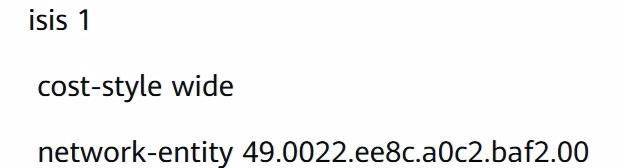 isis 1
cost-style wide
network-entity 49.0022.ee8c.a0c2.baf2.00